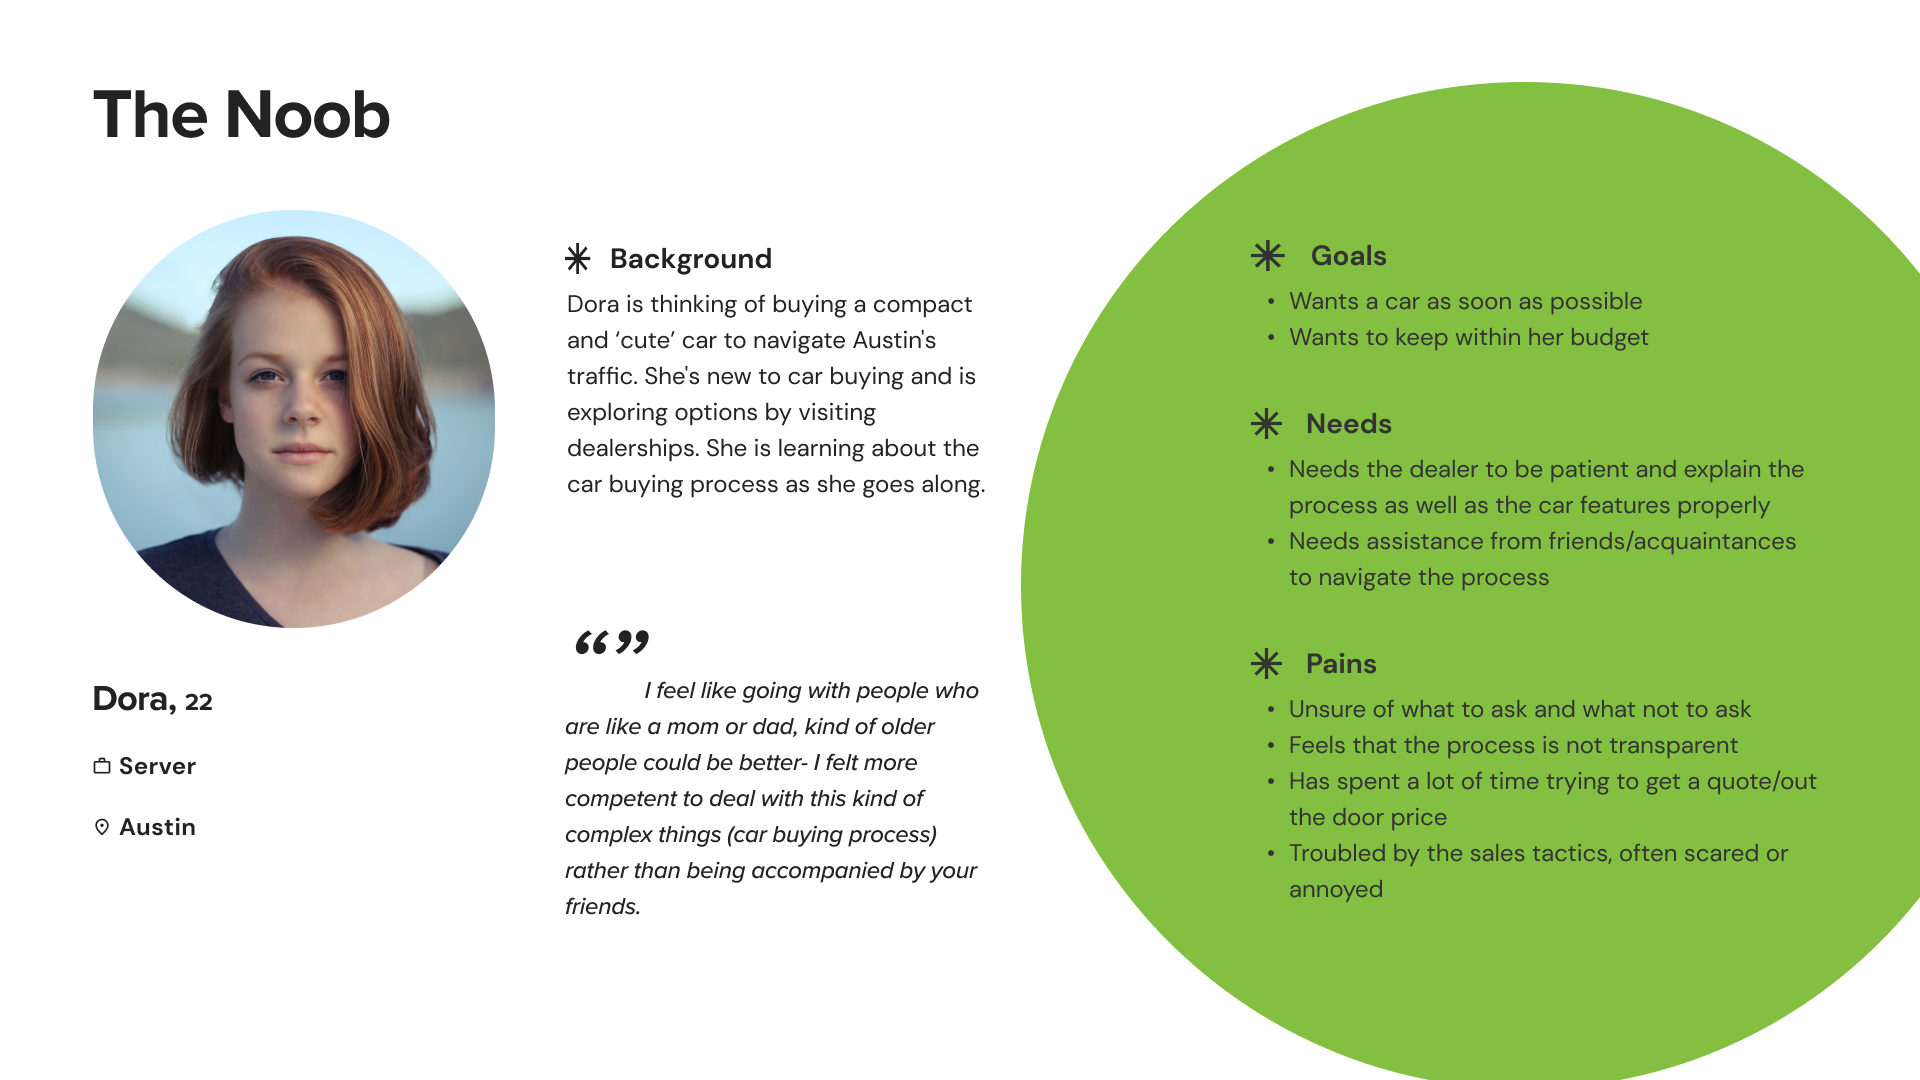 The Noob
Dora, 22
Server
Austin
Background
Dora is thinking of buying a compact
and ‘cute’ car to navigate Austin's
traffic. She's new to car buying and is
exploring options by visiting
dealerships. She is learning about the
car buying process as she goes along.
“”
I feel like going with people who
are like a mom or dad, kind of older
people could be better- I felt more
competent to deal with this kind of
complex things (car buying process)
rather than being accompanied by your
friends.
Goals
• Wants a car as soon as possible
• Wants to keep within her budget
Needs
• Needs the dealer to be patient and explain the
process as well as the car features properly
• Needs assistance from friends/acquaintances
to navigate the process
Pains
• Unsure of what to ask and what not to ask
• Feels that the process is not transparent
• Has spent a lot of time trying to get a quote/out
the door price
• Troubled by the sales tactics, often scared or
annoyed